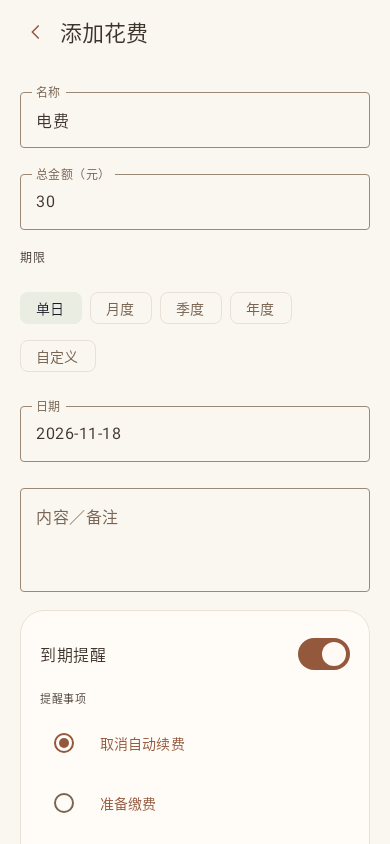 添加花费
名称
电费
总金额（元）
30
期限
单日 月度 季度 年度
自定义
日期
2026-11-18
内容／备注
到期提醒
提醒事项
取消自动续费
准备缴费